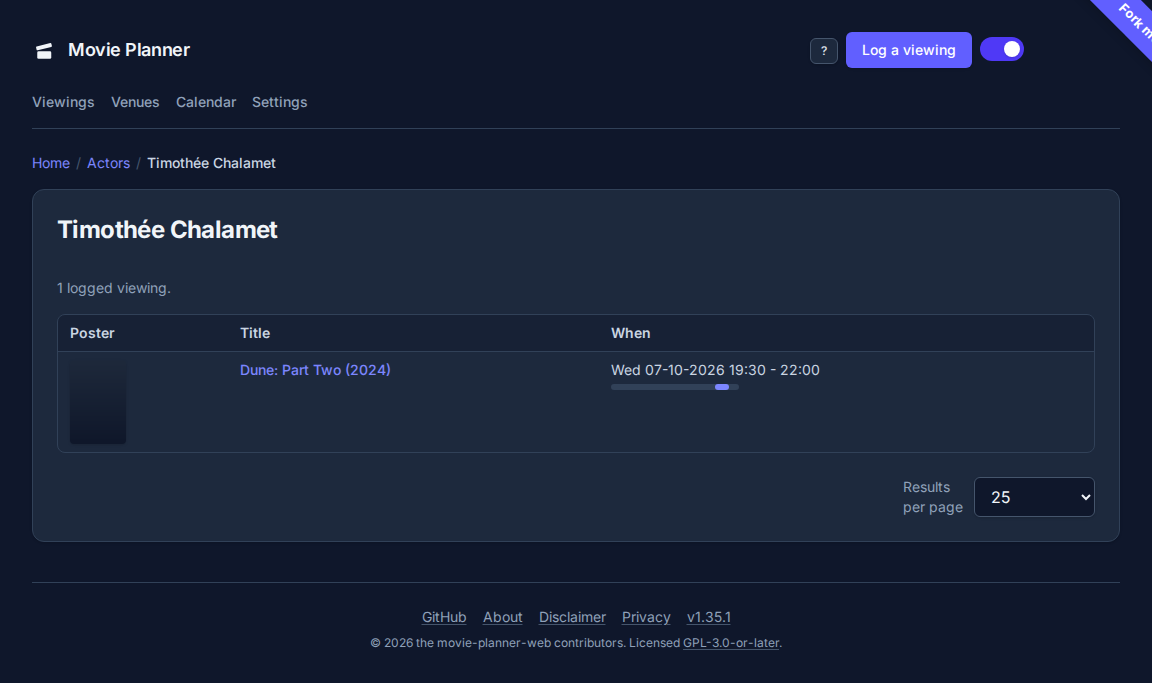 Fork m
Movie Planner
?
Log a viewing
Viewings Venues Calendar Settings
Home / Actors / Timothée Chalamet
Timothée Chalamet
1 logged viewing.
Poster Title When
Dune: Part Two (2024) Wed 07-10-2026 19:30 - 22:00
Results
per page
25
GitHub About Disclaimer Privacy v1.35.1
© 2026 the movie-planner-web contributors. Licensed GPL-3.0-or-later.